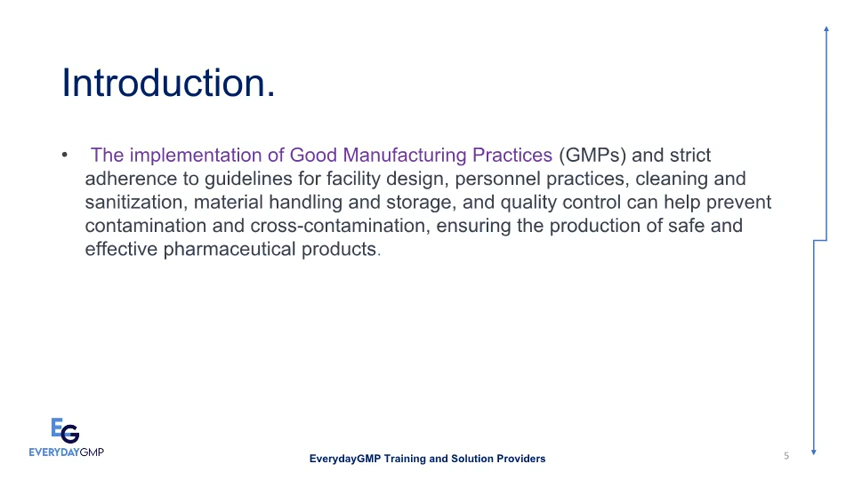 Introduction.
• The implementation of Good Manufacturing Practices (GMPs) and strict
adherence to guidelines for facility design, personnel practices, cleaning and
sanitization, material handling and storage, and quality control can help prevent
contamination and cross-contamination, ensuring the production of safe and
effective pharmaceutical products.
EG
EVERYDAYGMP
EverydayGMP Training and Solution Providers
5